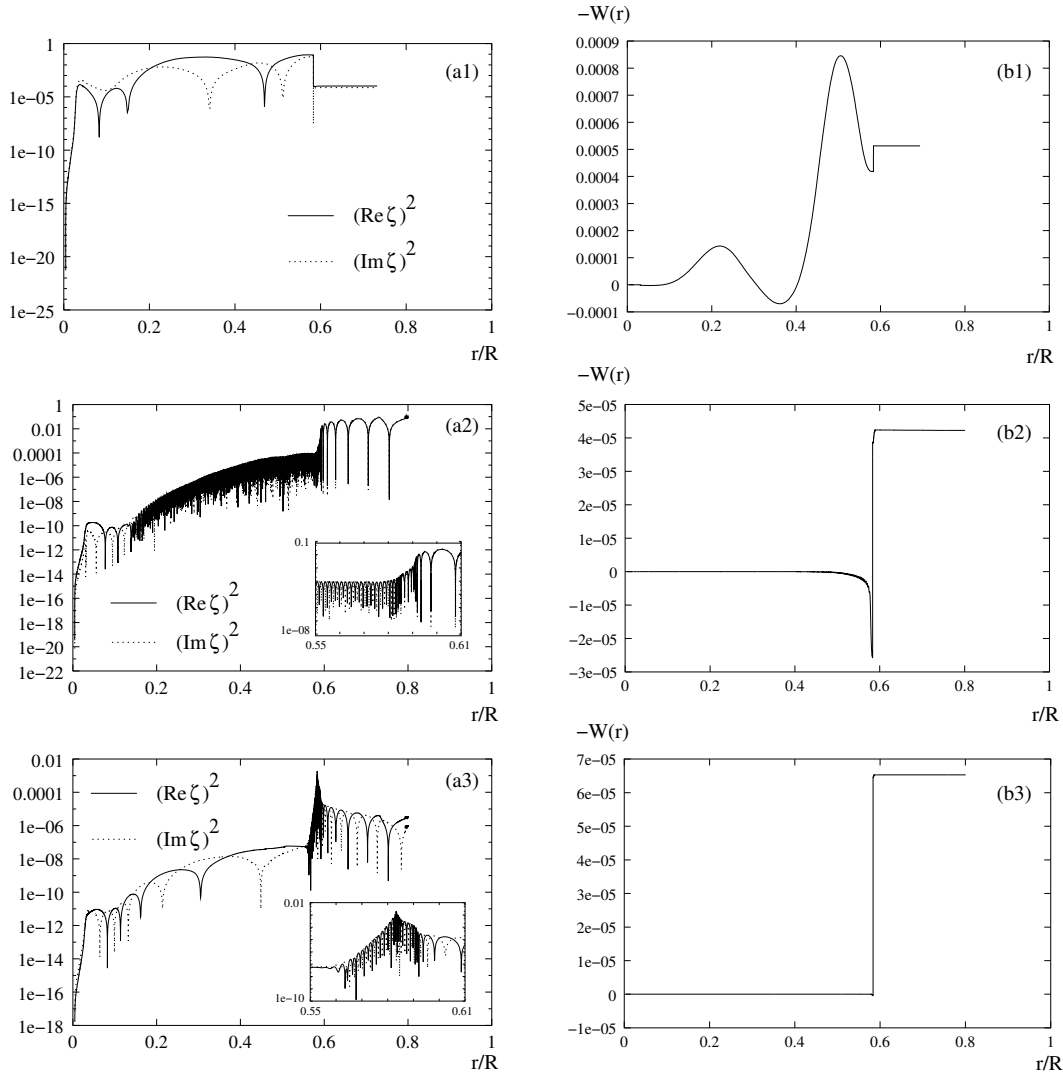 (a1)
1
1e−05
1e−10
1e−15
1e−20
1e−25
(Re ζ)2
(Im ζ)2
0 0.2 0.4 0.6 0.8 1
r/R
−W(r)
(b1)
0.0009
0.0008
0.0007
0.0006
0.0005
0.0004
0.0003
0.0002
0.0001
0
−0.0001
0 0.2 0.4 0.6 0.8 1
r/R
(a2)
1
0.01
0.0001
1e−06
1e−08
1e−10
1e−12
1e−14
1e−16
1e−18
1e−20
1e−22
(Re ζ)2
(Im ζ)2
0.1
1e−08
0.55 0.61
0 0.2 0.4 0.6 0.8 1
r/R
−W(r)
(b2)
5e−05
4e−05
3e−05
2e−05
1e−05
0
−1e−05
−2e−05
−3e−05
0 0.2 0.4 0.6 0.8 1
r/R
(a3)
0.01
0.0001
1e−06
1e−08
1e−10
1e−12
1e−14
1e−16
1e−18
(Re ζ)2
(Im ζ)2
0.01
1e−10
0.55 0.61
0 0.2 0.4 0.6 0.8 1
r/R
−W(r)
(b3)
7e−05
6e−05
5e−05
4e−05
3e−05
2e−05
1e−05
0
−1e−05
0 0.2 0.4 0.6 0.8 1
r/R